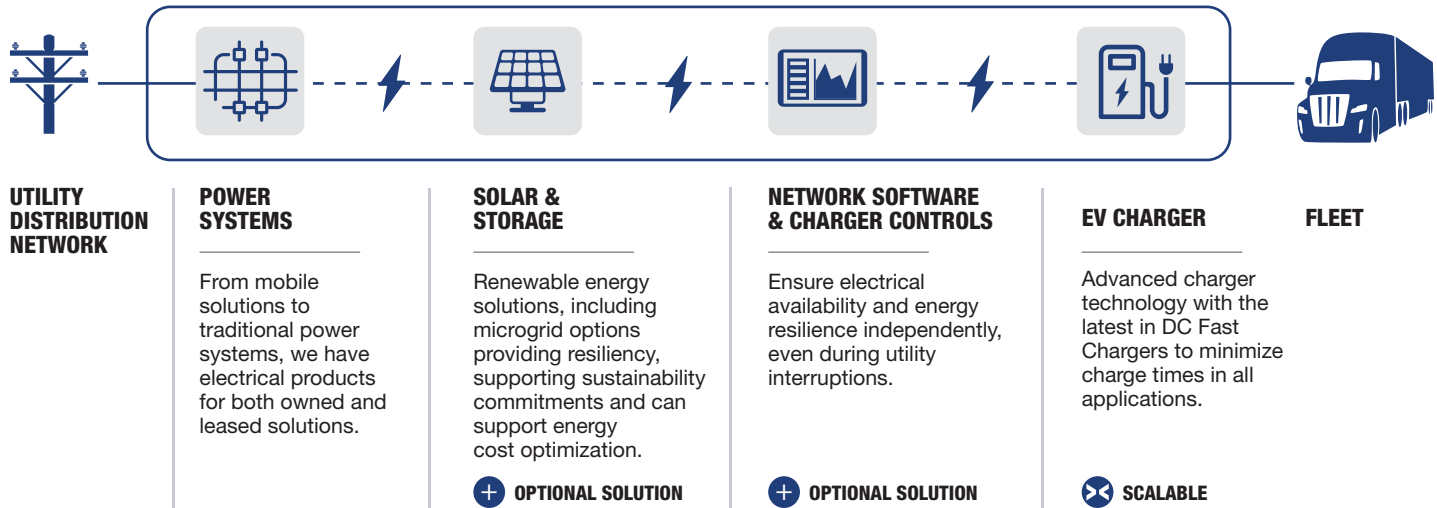 UTILITY
DISTRIBUTION
NETWORK
POWER
SYSTEMS
From mobile
solutions to
traditional power
systems, we have
electrical products
for both owned and
leased solutions.
SOLAR &
STORAGE
Renewable energy
solutions, including
microgrid options
providing resiliency,
supporting sustainability
commitments and can
support energy
cost optimization.
OPTIONAL SOLUTION
NETWORK SOFTWARE
& CHARGER CONTROLS
Ensure electrical
availability and energy
resilience independently,
even during utility
interruptions.
OPTIONAL SOLUTION
EV CHARGER
Advanced charger
technology with the
latest in DC Fast
Chargers to minimize
charge times in all
applications.
SCALABLE
FLEET